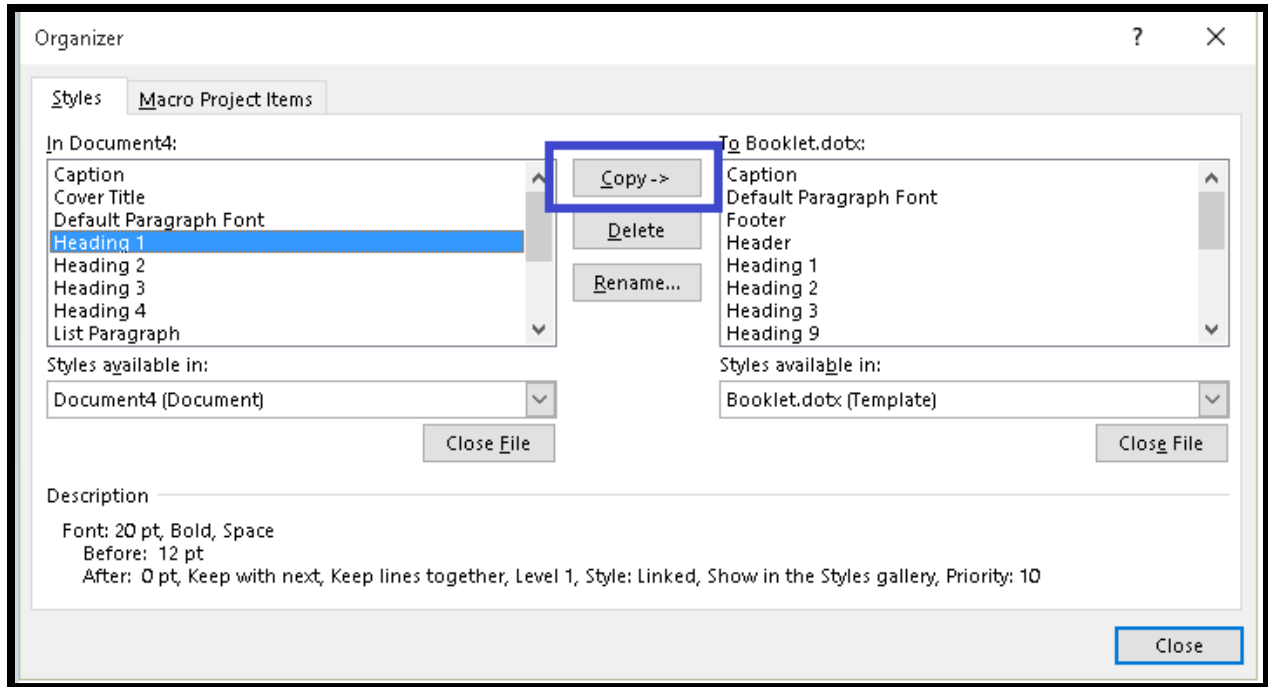 Organizer
?
Styles
Macro Project Items
In Document4:
Caption
Cover Title
Default Paragraph Font
Heading 1
Heading 2
Heading 3
Heading 4
List Paragraph
Styles available in:
Document4 (Document)
Close File
Copy ->
Delete
Rename...
To Booklet.dotx:
Caption
Default Paragraph Font
Footer
Header
Heading 1
Heading 2
Heading 3
Heading 9
Styles available in:
Booklet.dotx (Template)
Close File
Description
Font: 20 pt, Bold, Space
Before: 12 pt
After: 0 pt, Keep with next, Keep lines together, Level 1, Style: Linked, Show in the Styles gallery, Priority: 10
Close